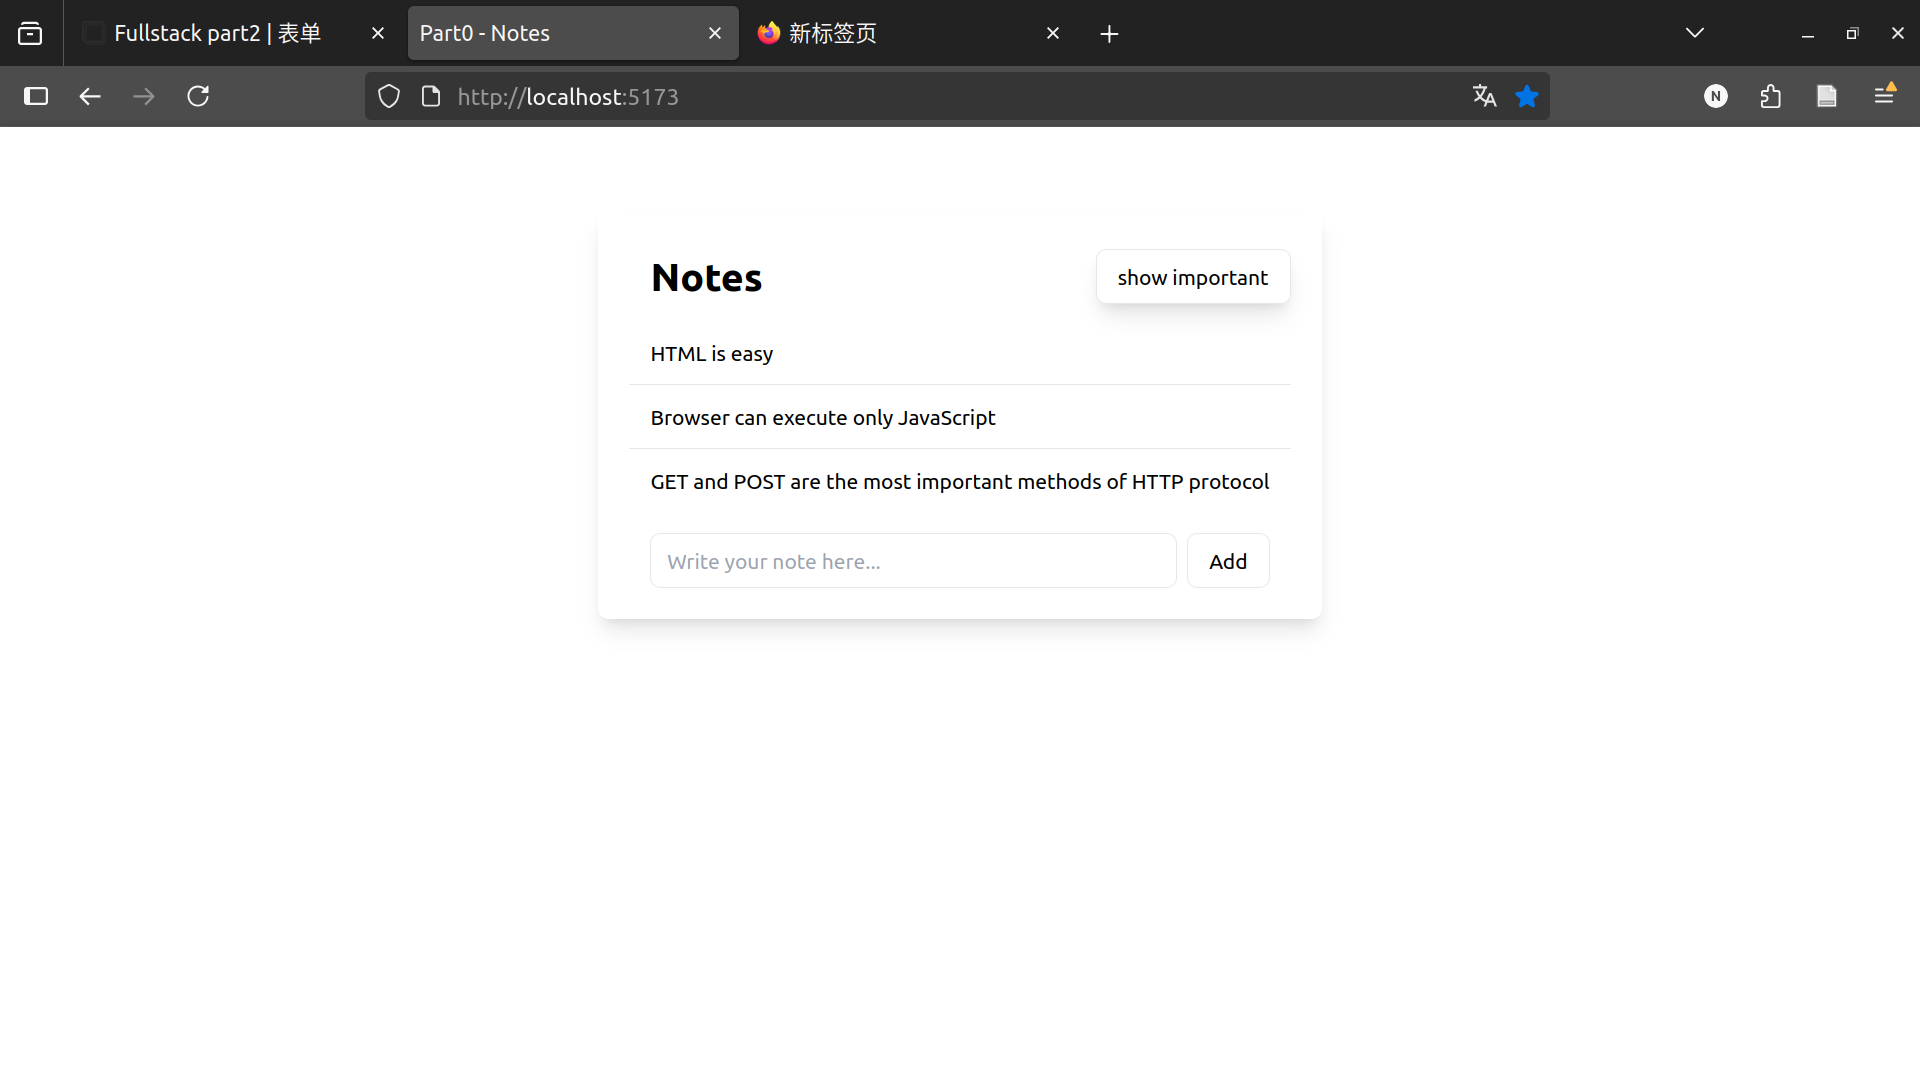 Fullstack part2 | 表单
Part0 - Notes
新标签页
http://localhost:5173
N
Notes
show important
HTML is easy
Browser can execute only JavaScript
GET and POST are the most important methods of HTTP protocol
Write your note here...
Add